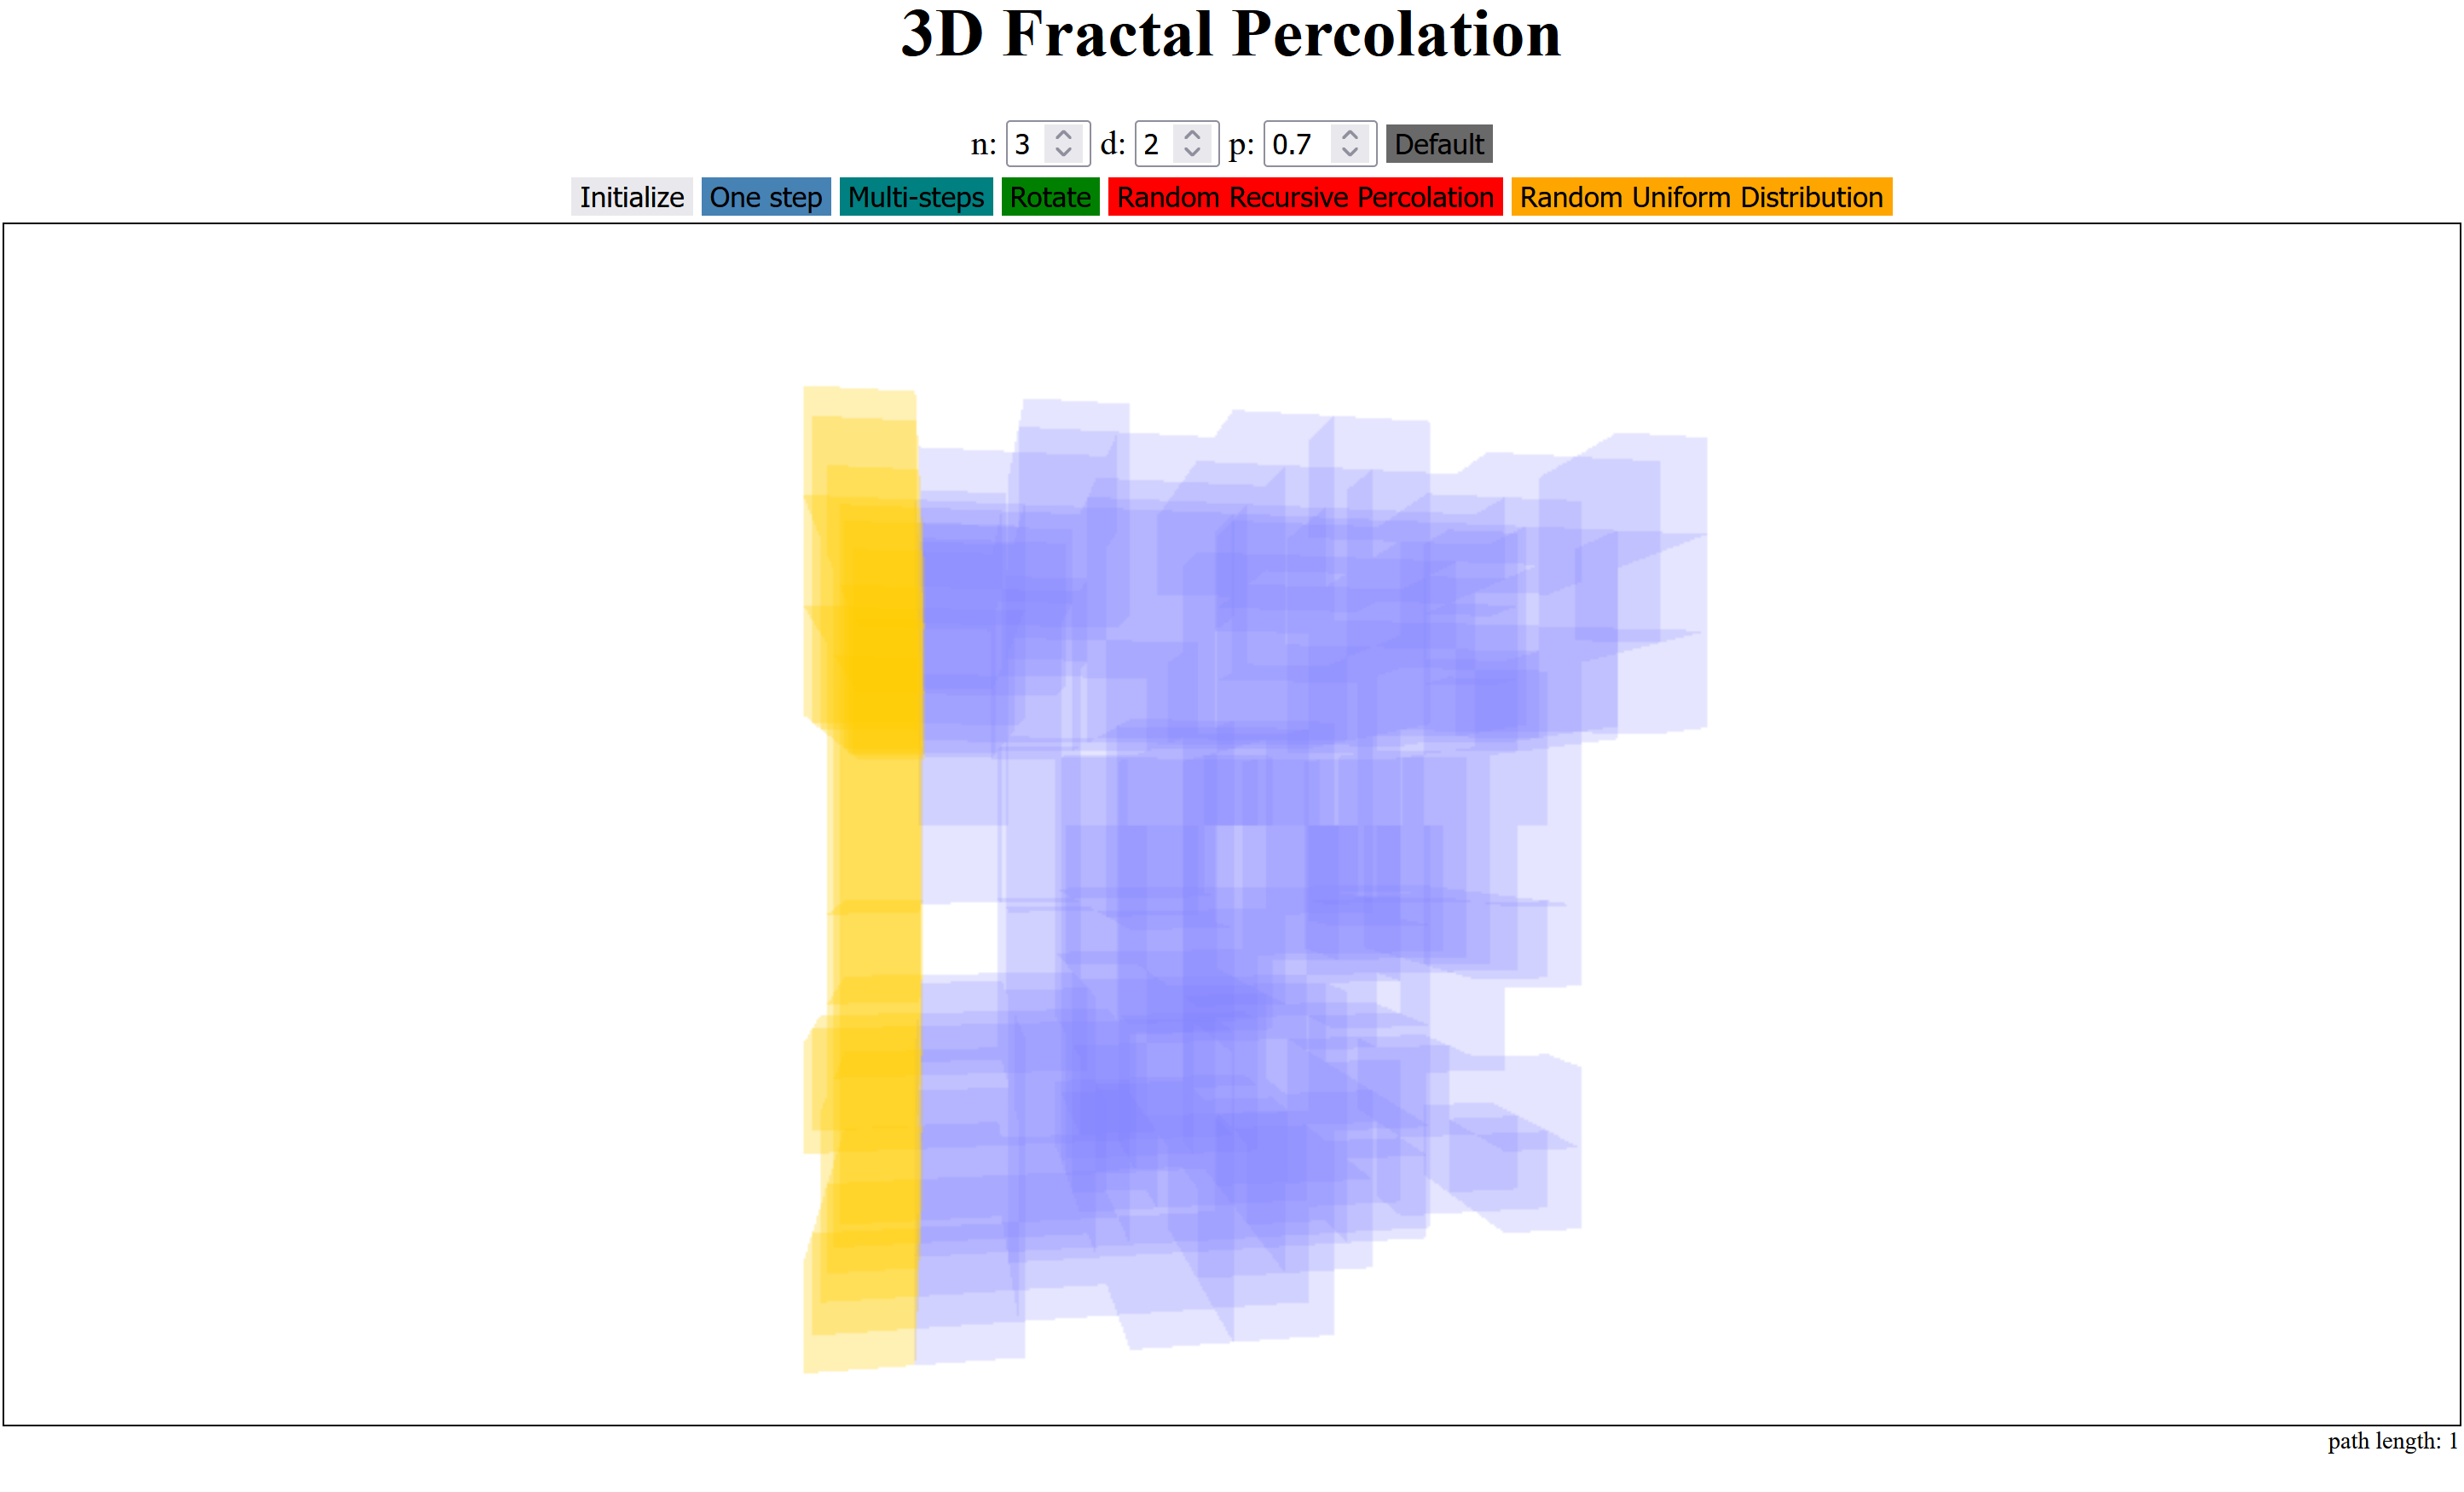 3D Fractal Percolation
n: 3 d: 2 p: 0.7 Default
Initialize One step Multi-steps Rotate Random Recursive Percolation Random Uniform Distribution
path length: 1